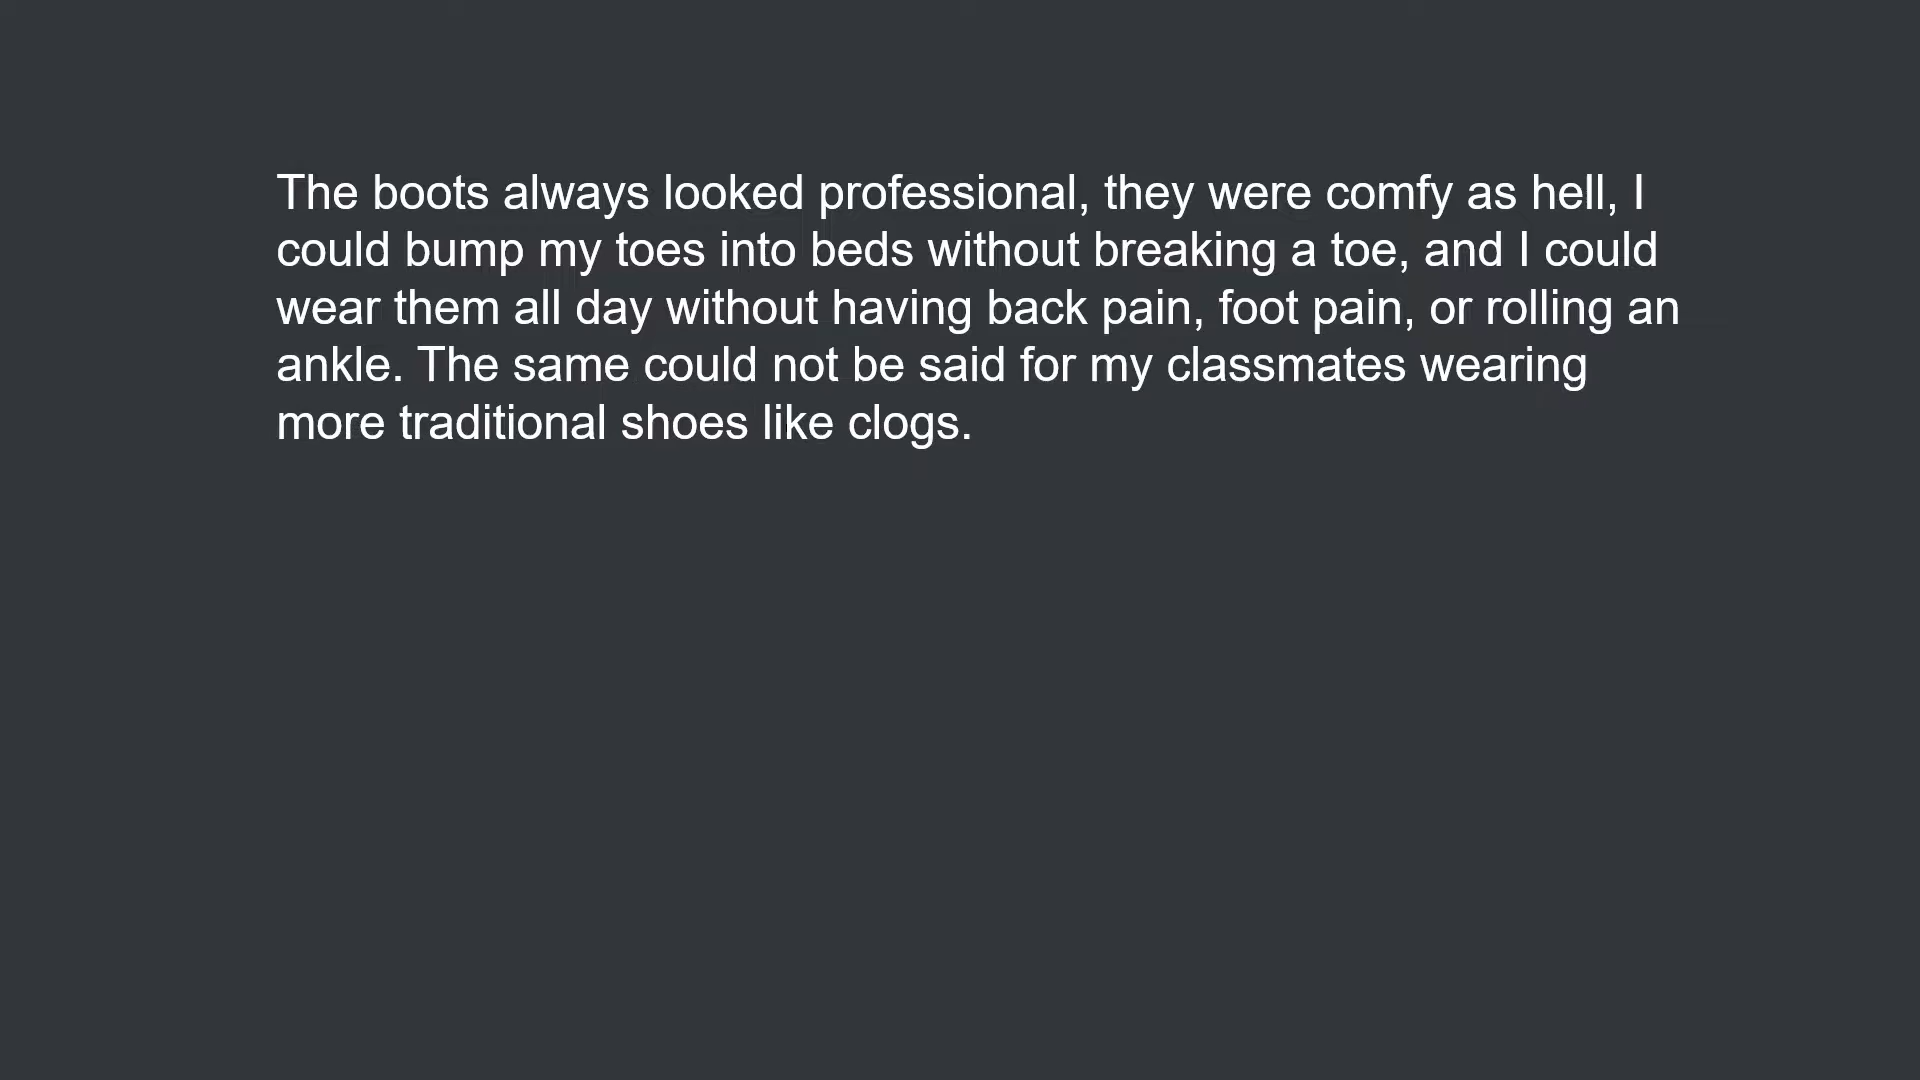 The boots always looked professional, they were comfy as hell, I
could bump my toes into beds without breaking a toe, and I could
wear them all day without having back pain, foot pain, or rolling an
ankle. The same could not be said for my classmates wearing
more traditional shoes like clogs.